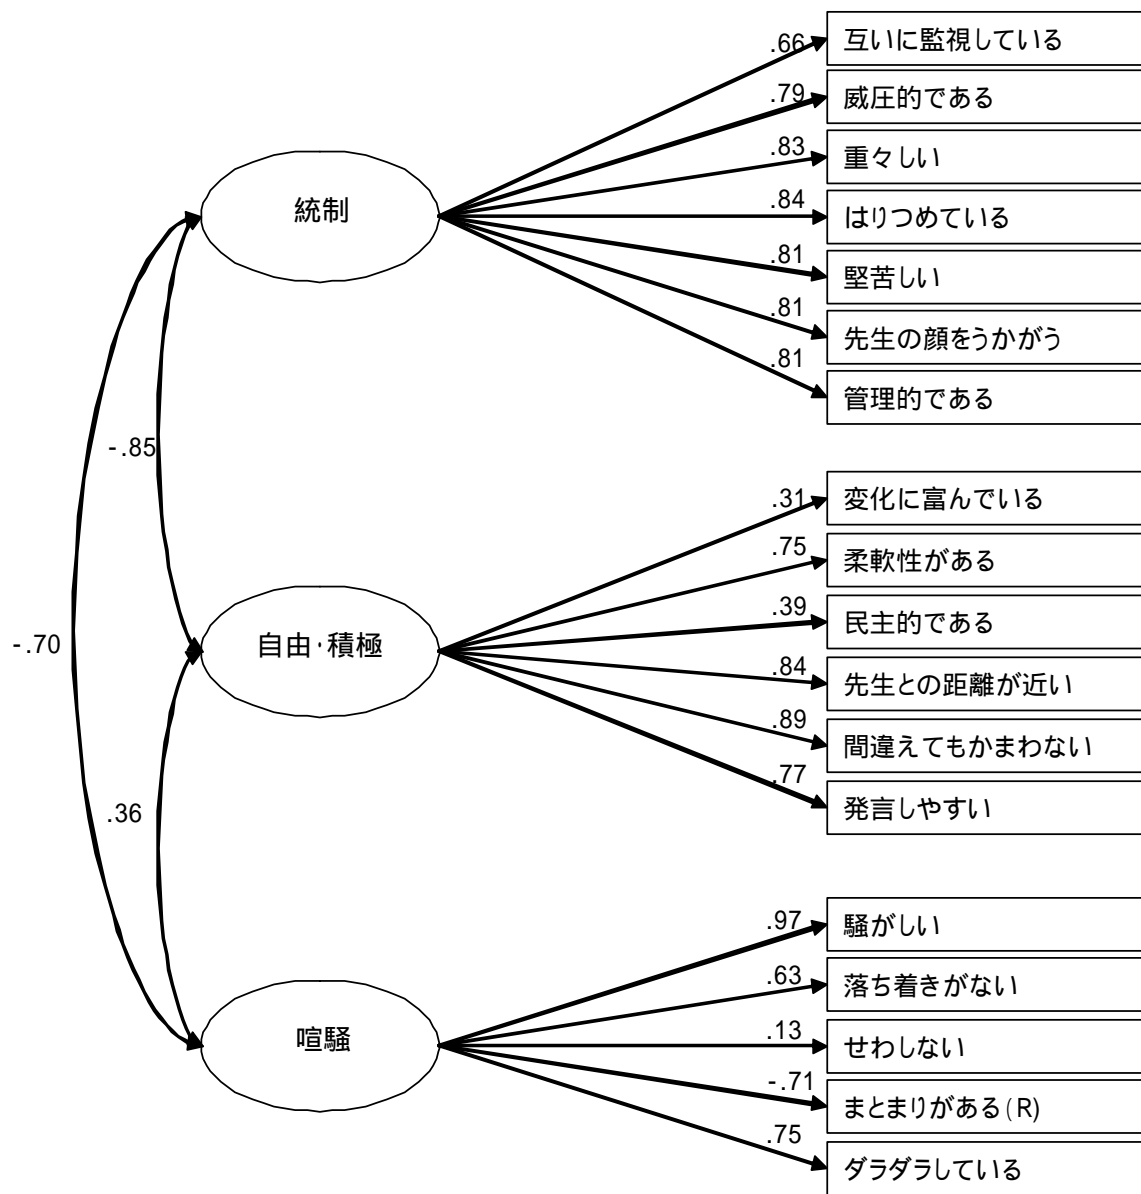 .66
互いに監視している
.79
威圧的である
.83
重々しい
統制
.84
はりつめている
.81
堅苦しい
.81
先生の顔をうかがう
.81
管理的である
-.85
.31
変化に富んでいる
.75
柔軟性がある
.39
民主的である
-.70
自由・積極
.84
先生との距離が近い
.89
間違えてもかまわない
.77
発言しやすい
.36
.97
騒がしい
.63
落ち着きがない
喧騒
.13
せわしない
-.71
まとまりがある(R)
.75
ダラダラしている